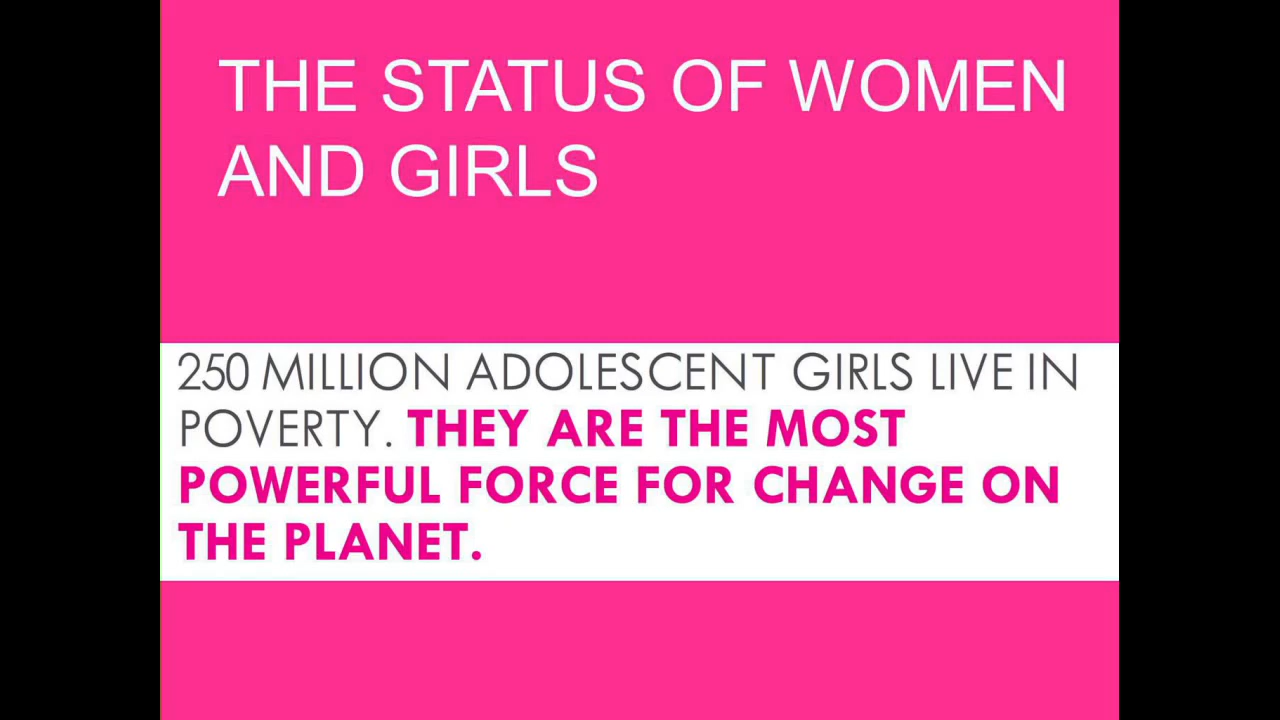 THE STATUS OF WOMEN
AND GIRLS
250 MILLION ADOLESCENT GIRLS LIVE IN
POVERTY. THEY ARE THE MOST
POWERFUL FORCE FOR CHANGE ON
THE PLANET.